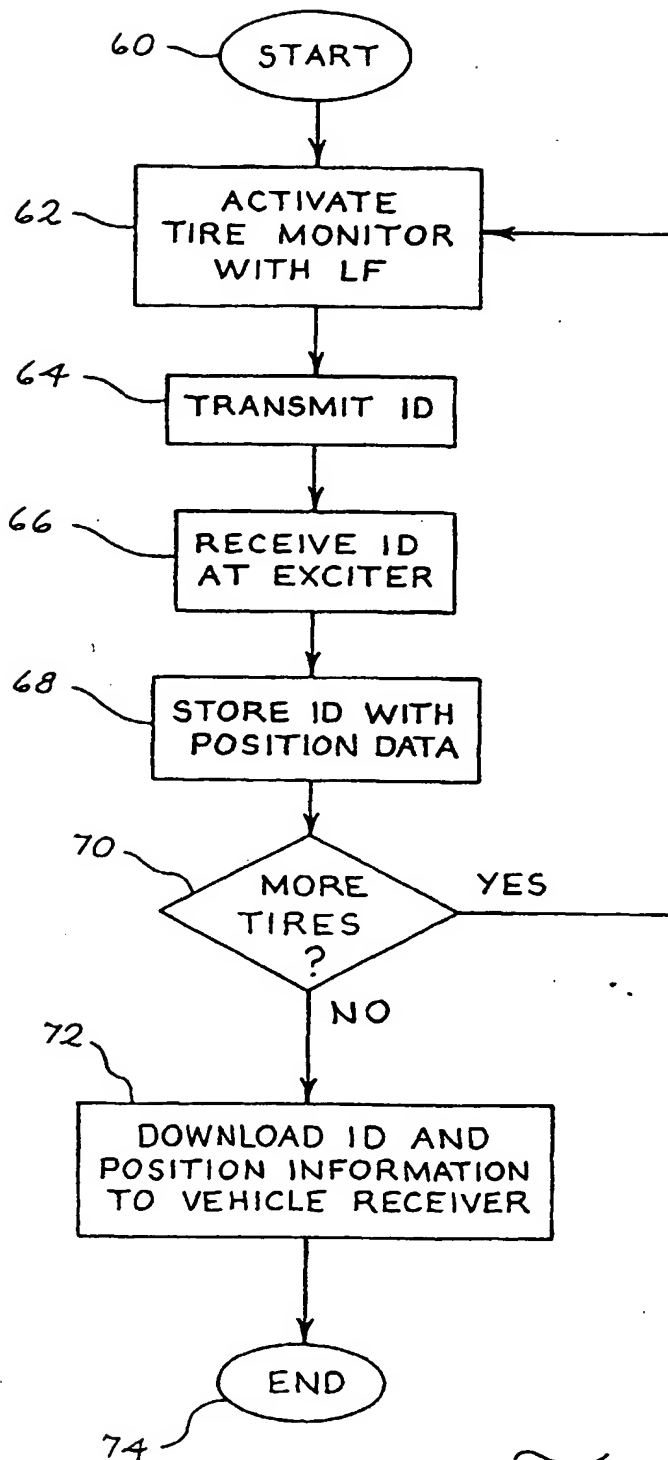 60
START
62
ACTIVATE
TIRE MONITOR
WITH LF
64
TRANSMIT ID
66
RECEIVE ID
AT EXCITER
68
STORE ID WITH
POSITION DATA
70
MORE
TIRES
?
YES
NO
72
DOWNLOAD ID AND
POSITION INFORMATION
TO VEHICLE RECEIVER
END
74